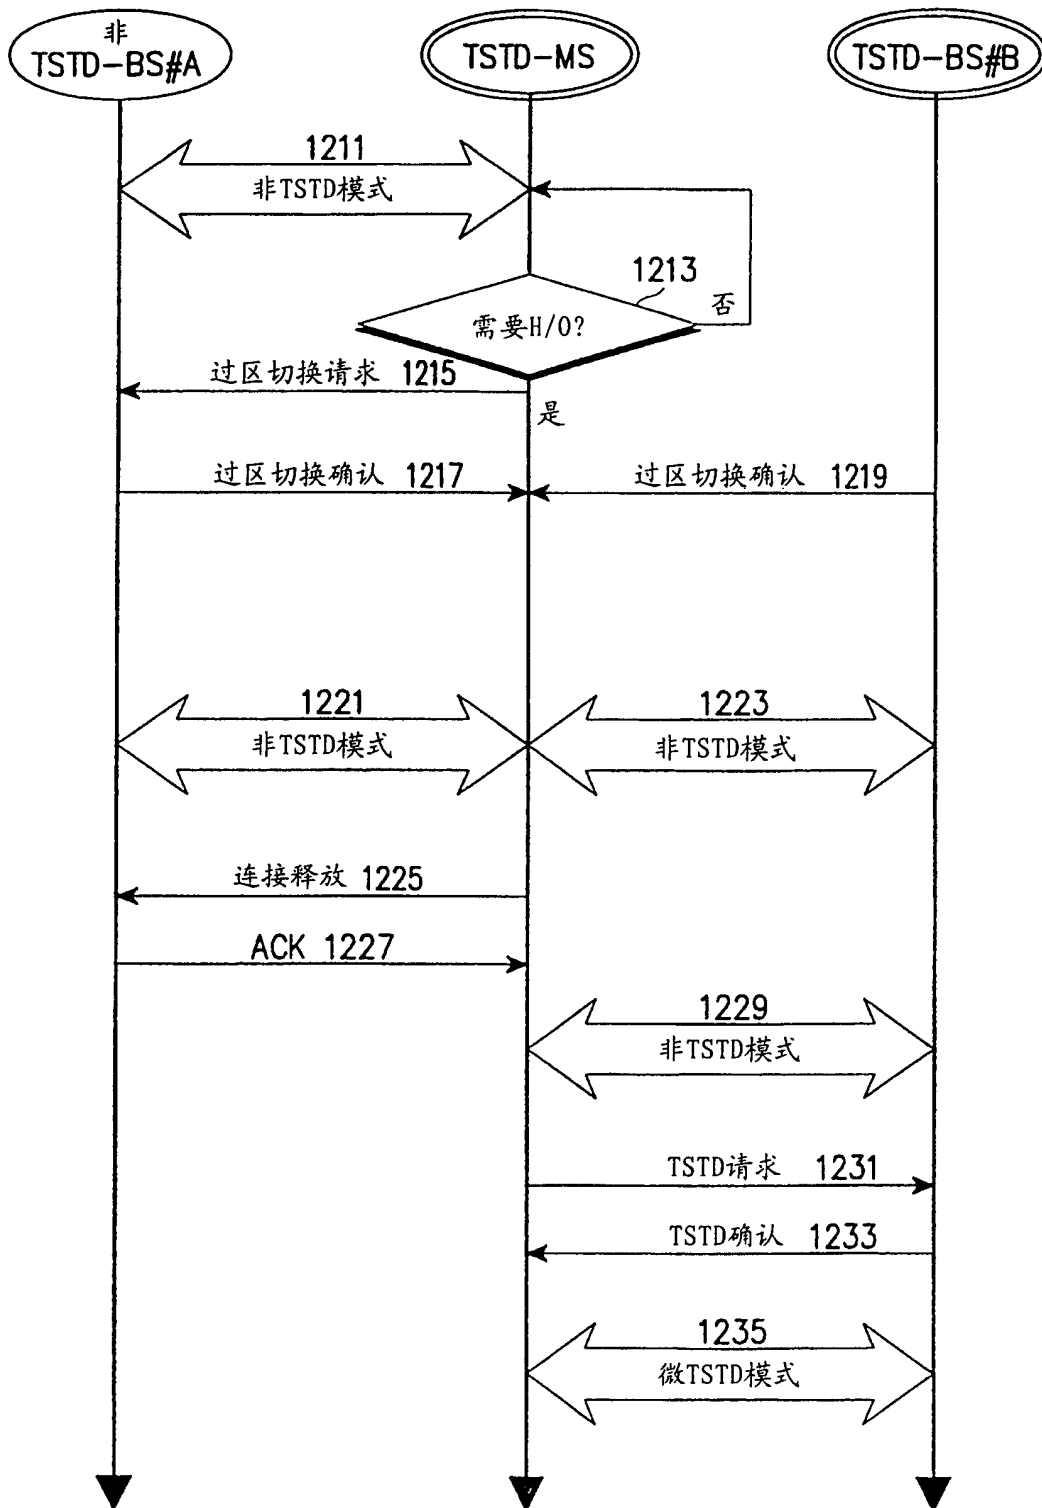 非
TSTD-BS#A
TSTD-MS
TSTD-BS#B
1211
非TSTD模式
1213
需要H/O?
否
过区切换请求 1215
是
过区切换确认 1217
过区切换确认 1219
1221
非TSTD模式
1223
非TSTD模式
连接释放 1225
ACK 1227
1229
非TSTD模式
TSTD请求 1231
TSTD确认 1233
1235
微TSTD模式